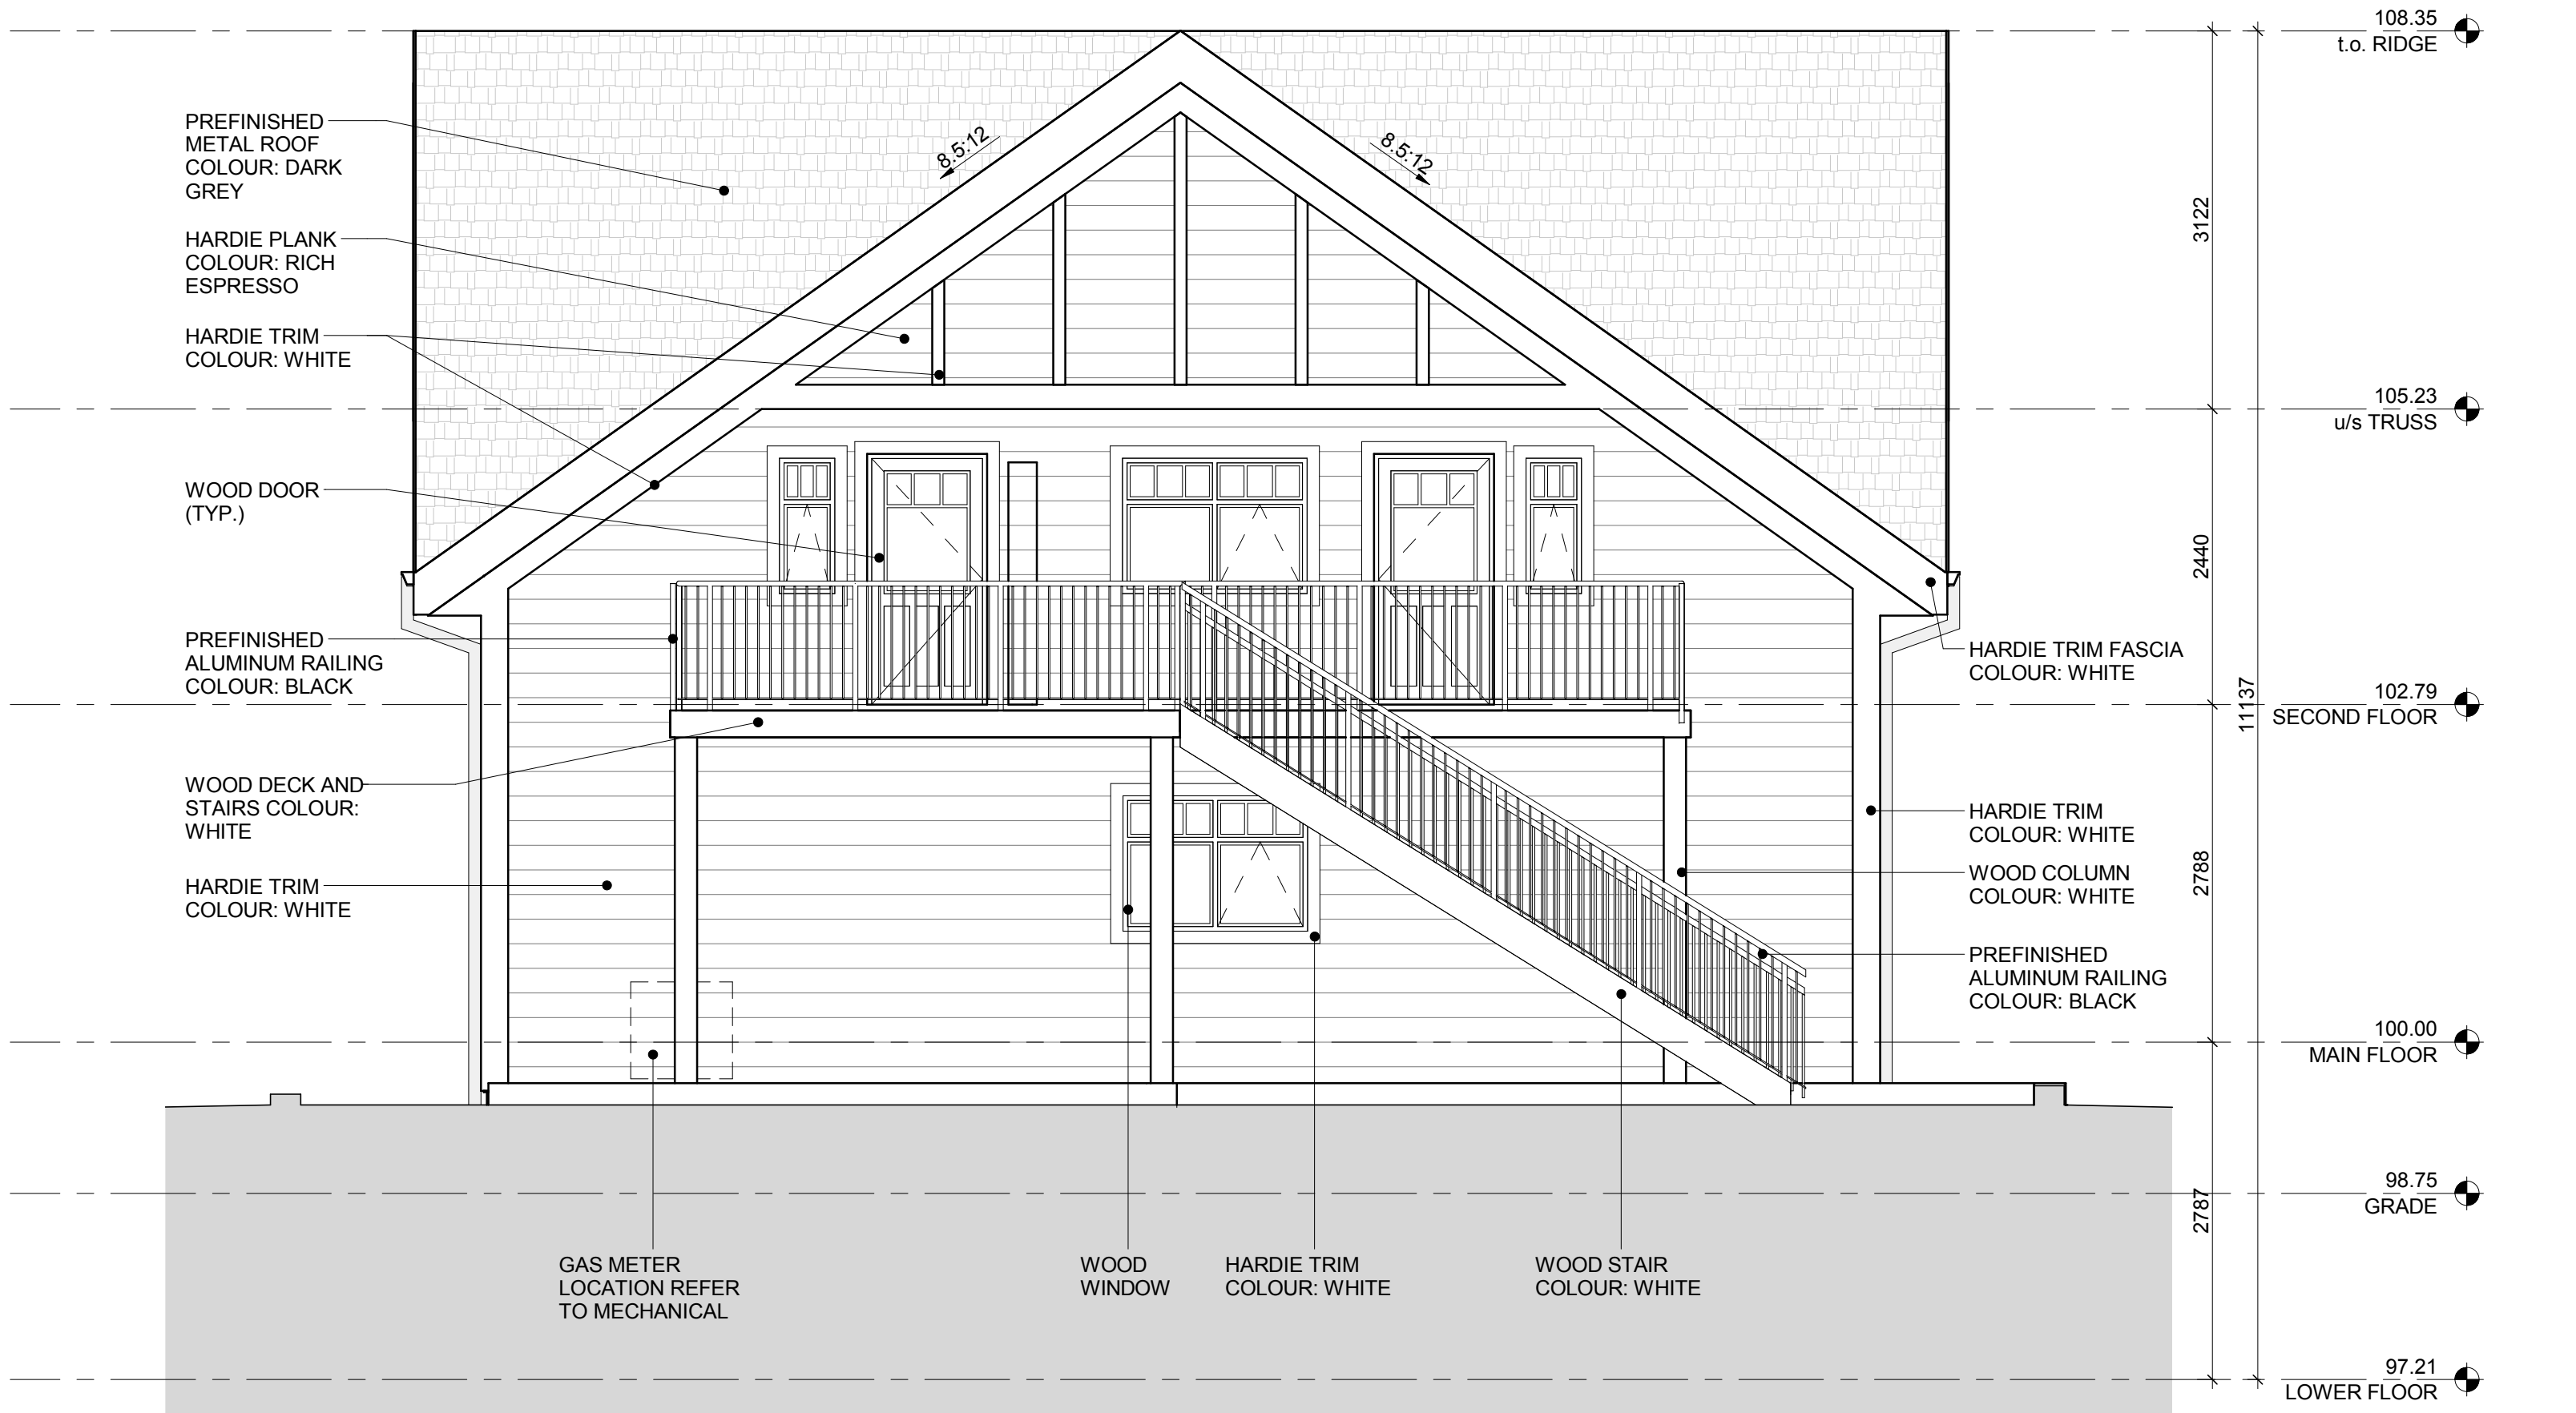 PREFINISHED
METAL ROOF
COLOUR: DARK
GREY
HARDIE PLANK
COLOUR: RICH
ESPRESSO
HARDIE TRIM
COLOUR: WHITE
WOOD DOOR
(TYP.)
PREFINISHED
ALUMINUM RAILING
COLOUR: BLACK
WOOD DECK AND
STAIRS COLOUR:
WHITE
HARDIE TRIM
COLOUR: WHITE
8.5:12
8.5:12
GAS METER
LOCATION REFER
TO MECHANICAL
WOOD
WINDOW
HARDIE TRIM
COLOUR: WHITE
WOOD STAIR
COLOUR: WHITE
HARDIE TRIM FASCIA
COLOUR: WHITE
HARDIE TRIM
COLOUR: WHITE
WOOD COLUMN
COLOUR: WHITE
PREFINISHED
ALUMINUM RAILING
COLOUR: BLACK
3122
2440
2788
2787
11137
108.35
t.o. RIDGE
105.23
u/s TRUSS
102.79
SECOND FLOOR
100.00
MAIN FLOOR
98.75
GRADE
97.21
LOWER FLOOR